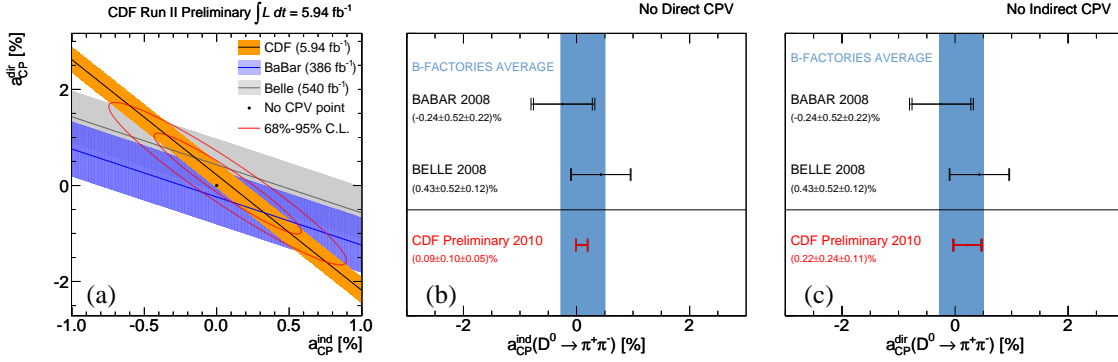 CDF Run II Preliminary ∫L dt = 5.94 fb⁻¹
a_CP^dir [%]
CDF (5.94 fb⁻¹)
BaBar (386 fb⁻¹)
Belle (540 fb⁻¹)
No CPV point
68%-95% C.L.
2
0
-2
(a)
-1.0 -0.5 0.0 0.5 1.0
a_CP^ind [%]
No Direct CPV
B-FACTORIES AVERAGE
BABAR 2008
(-0.24±0.52±0.22)%
BELLE 2008
(0.43±0.52±0.12)%
CDF Preliminary 2010
(0.09±0.10±0.05)%
(b)
-2 0 2
a_CP^ind(D⁰ → π⁺π⁻) [%]
No Indirect CPV
B-FACTORIES AVERAGE
BABAR 2008
(-0.24±0.52±0.22)%
BELLE 2008
(0.43±0.52±0.12)%
CDF Preliminary 2010
(0.22±0.24±0.11)%
(c)
-2 0 2
a_CP^dir(D⁰ → π⁺π⁻) [%]